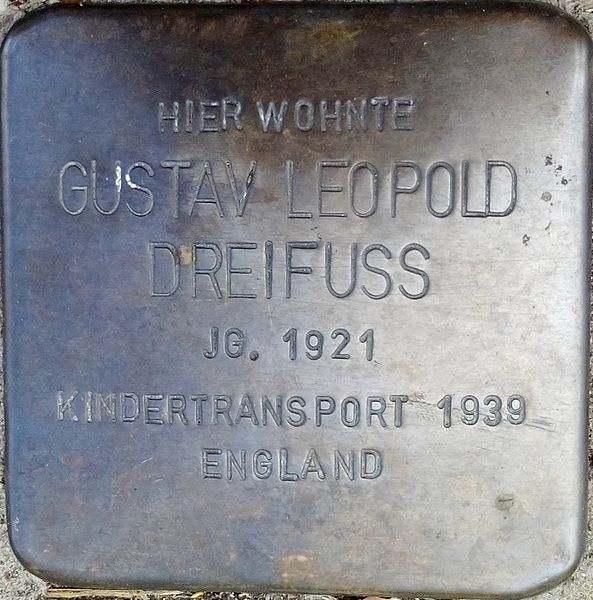 HIER WOHNTE
GUSTAV LEOPOLD
DREIFUSS
JG. 1921
KINDERTRANSPORT 1939
ENGLAND